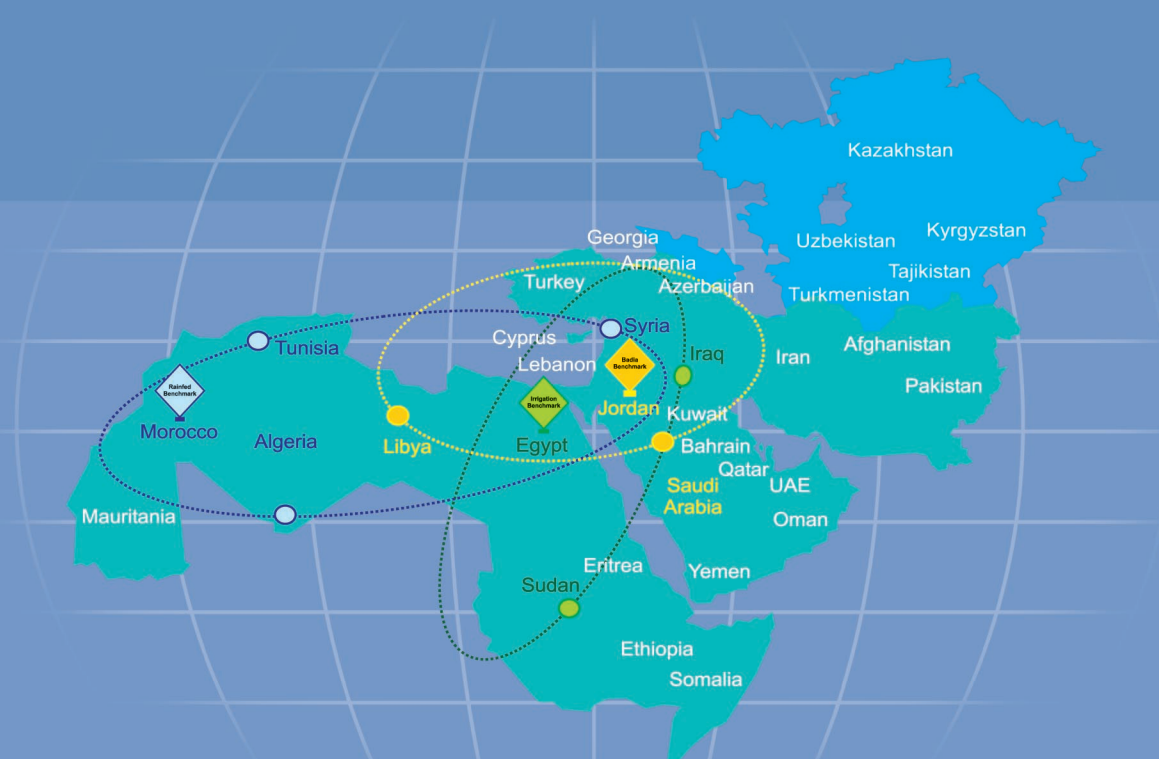 Kazakhstan
Georgia
Uzbekistan
Kyrgyzstan
Armenia
Tajikistan
Turkey
Azerbaijan
Turkmenistan
Cyprus
Syria
Tunisia
Lebanon
Badia
Benchmark
Iraq
Iran
Afghanistan
Pakistan
Rainfed
Benchmark
Irrigation
Benchmark
Jordan
Kuwait
Morocco
Algeria
Libya
Egypt
Bahrain
Qatar
Saudi
Arabia
UAE
Mauritania
Oman
Eritrea
Yemen
Sudan
Ethiopia
Somalia